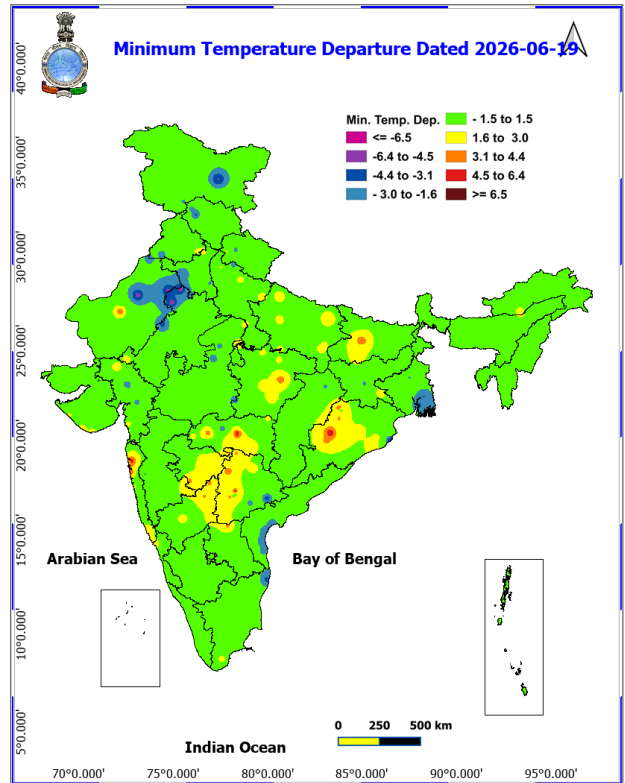 Minimum Temperature Departure Dated 2026-06-19
Min. Temp. Dep.
<= -6.5
-6.4 to -4.5
-4.4 to -3.1
- 3.0 to -1.6
- 1.5 to 1.5
1.6 to 3.0
3.1 to 4.4
4.5 to 6.4
>= 6.5
40°0.000'
35°0.000'
30°0.000'
25°0.000'
20°0.000'
15°0.000'
10°0.000'
5°0.000'
Arabian Sea
Bay of Bengal
Indian Ocean
0 250 500 km
70°0.000' 75°0.000' 80°0.000' 85°0.000' 90°0.000' 95°0.000'